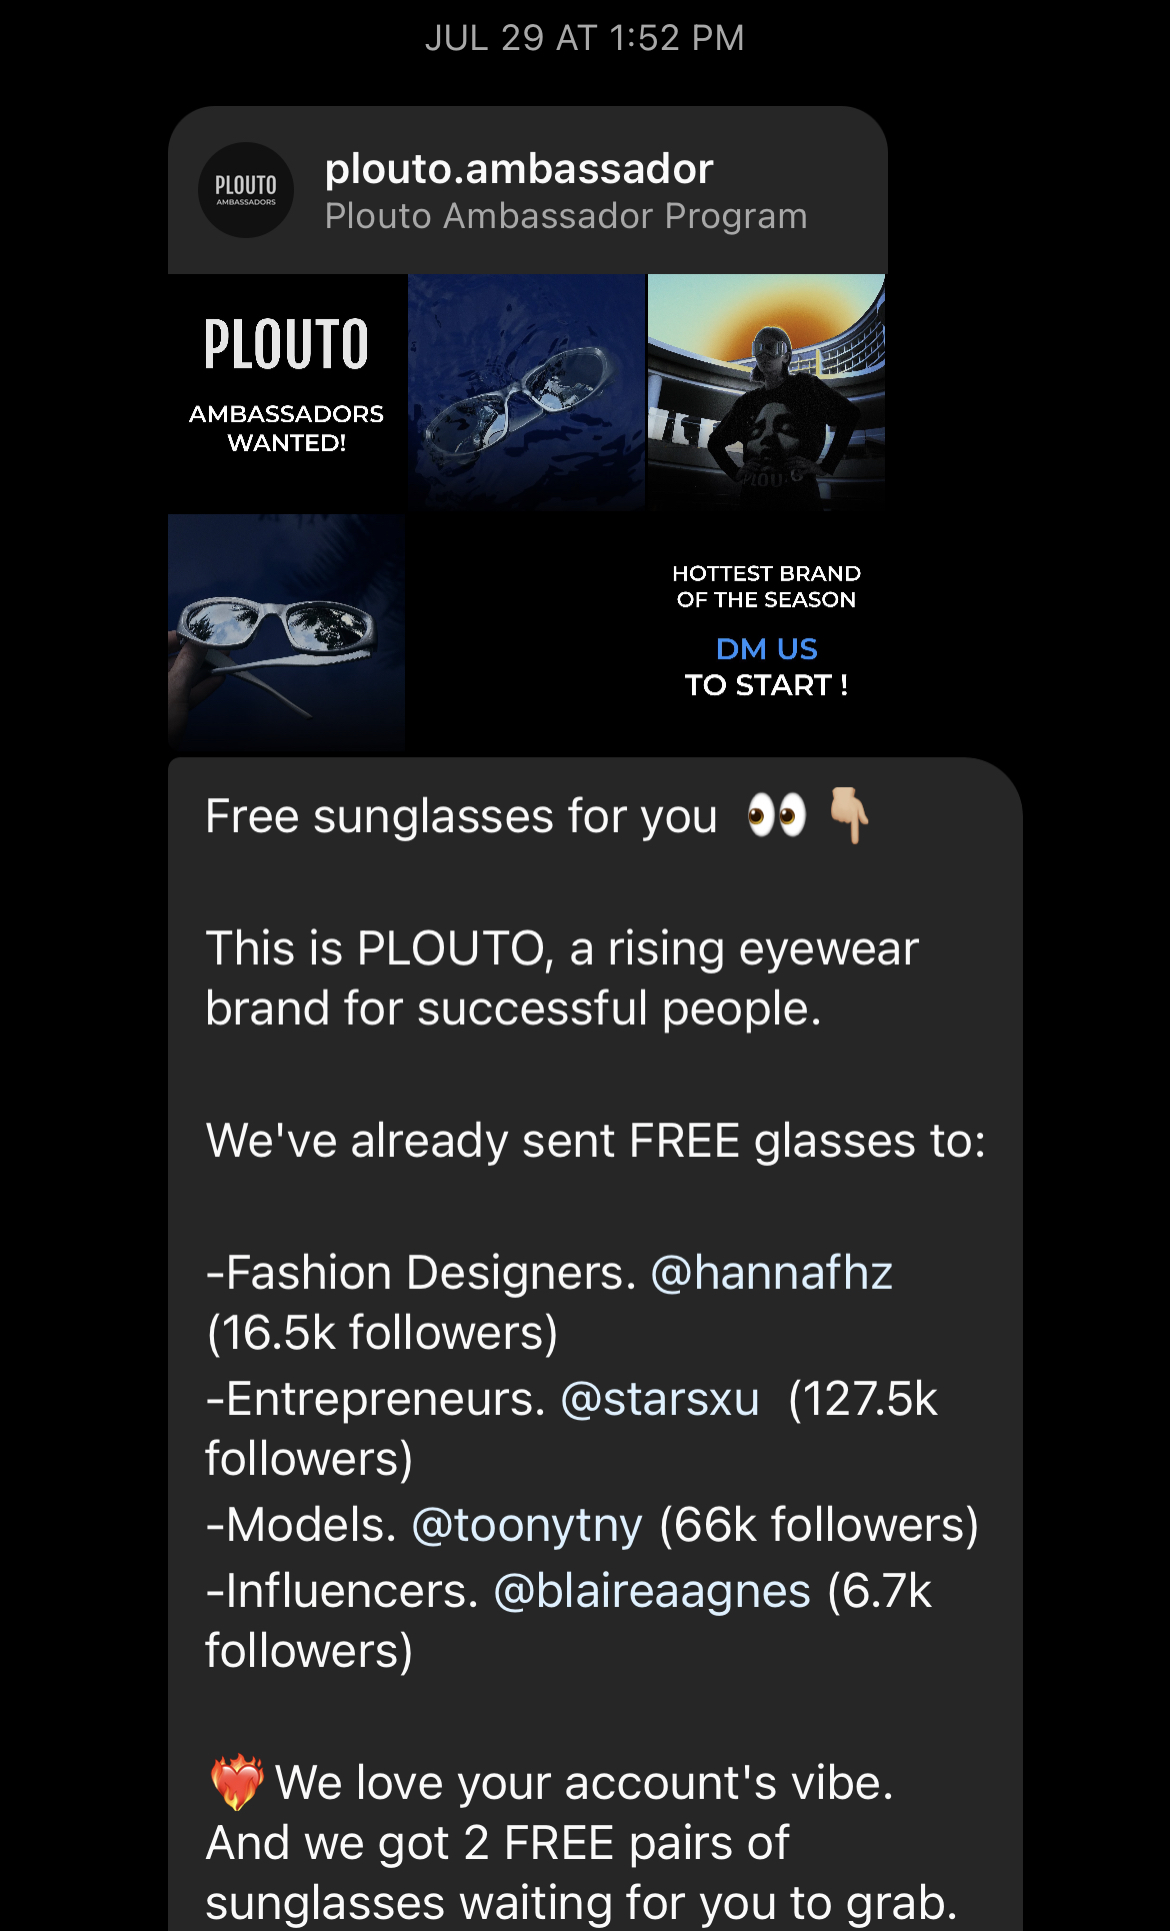 JUL 29 AT 1:52 PM
PLOUTO
AMBASSADORS
plouto.ambassador
Plouto Ambassador Program
PLOUTO
AMBASSADORS
WANTED!
HOTTEST BRAND
OF THE SEASON
DM US
TO START !
Free sunglasses for you 👀👇🏼
This is PLOUTO, a rising eyewear
brand for successful people.
We've already sent FREE glasses to:
-Fashion Designers. @hannafhz
(16.5k followers)
-Entrepreneurs. @starsxu (127.5k
followers)
-Models. @toonytny (66k followers)
-Influencers. @blaireaagnes (6.7k
followers)
❤️‍🔥We love your account's vibe.
And we got 2 FREE pairs of
sunglasses waiting for you to grab.